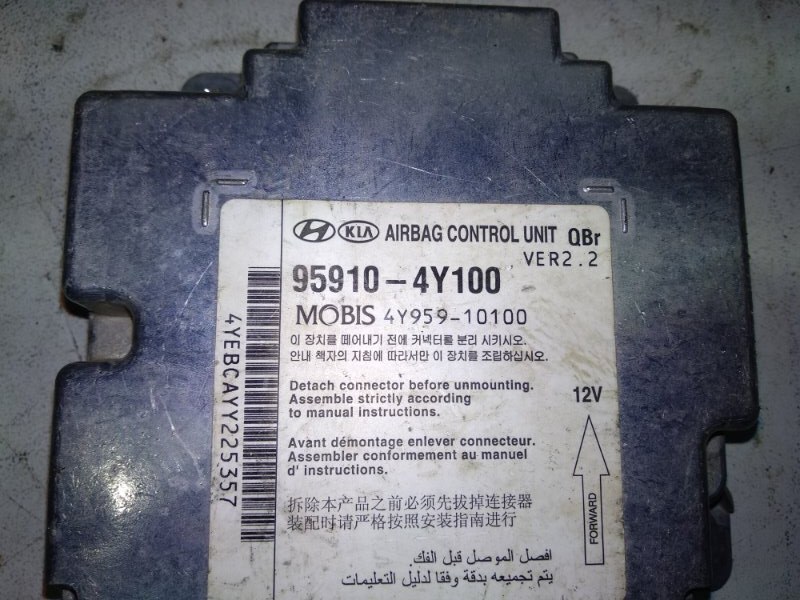 KIA AIRBAG CONTROL UNIT QBr
VER2.2
95910-4Y100
MOBIS 4Y959-10100
이 장치를 떼어내기 전에 커넥터를 분리 시키시오.
안내 책자의 지침에 따라서만 이 장치를 조립하십시오.
Detach connector before unmounting.
Assemble strictly according
to manual instructions.
12V
Avant démontage enlever connecteur.
Assembler conformement au manuel
d' instructions.
FORWARD
拆除本产品之前必须先拔掉连接器
装配时请严格按照安装指南进行
افصل الموصل قبل الفك.
يتم تجميعه بدقة وفقا لدليل التعليمات
4YEBCAYY225357